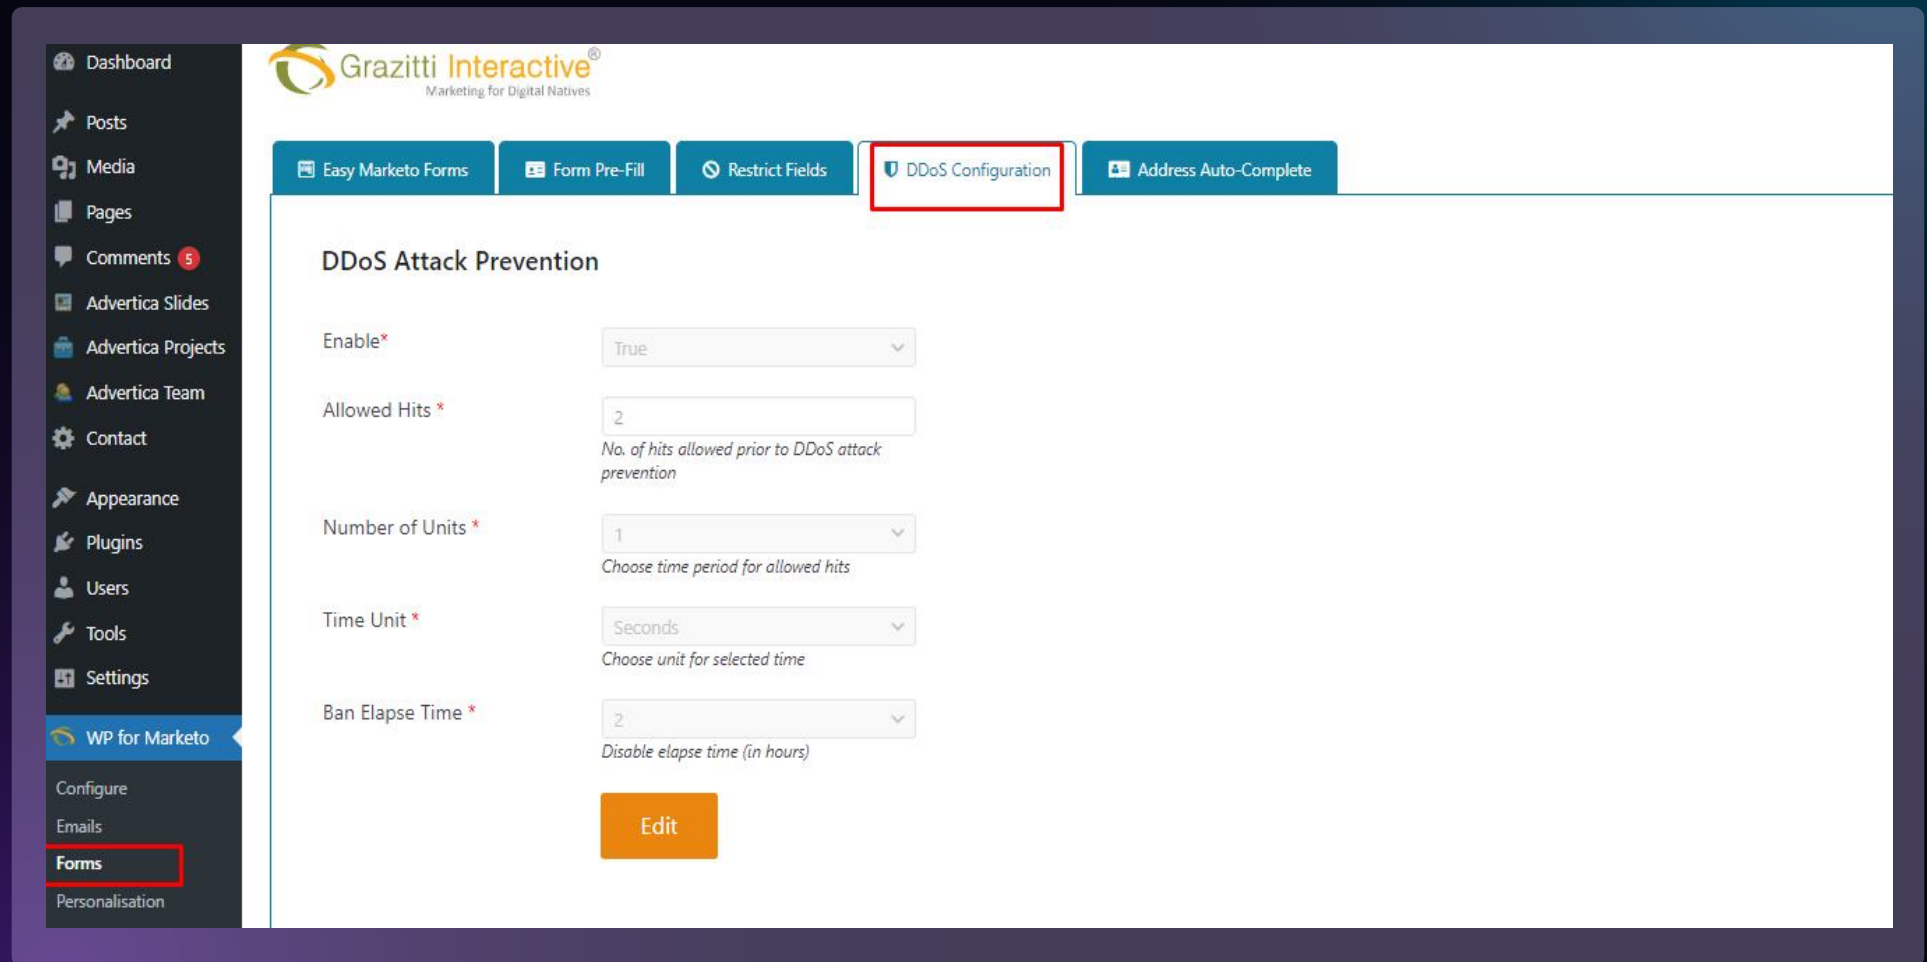 Dashboard
Posts
Media
Pages
Comments 5
Advertica Slides
Advertica Projects
Advertica Team
Contact
Appearance
Plugins
Users
Tools
Settings
WP for Marketo
Configure
Emails
Forms
Personalisation
Grazitti Interactive®
Marketing for Digital Natives
Easy Marketo Forms
Form Pre-Fill
Restrict Fields
DDoS Configuration
Address Auto-Complete
DDoS Attack Prevention
Enable*
True
Allowed Hits *
2
No. of hits allowed prior to DDoS attack
prevention
Number of Units *
1
Choose time period for allowed hits
Time Unit *
Seconds
Choose unit for selected time
Ban Elapse Time *
2
Disable elapse time (in hours)
Edit